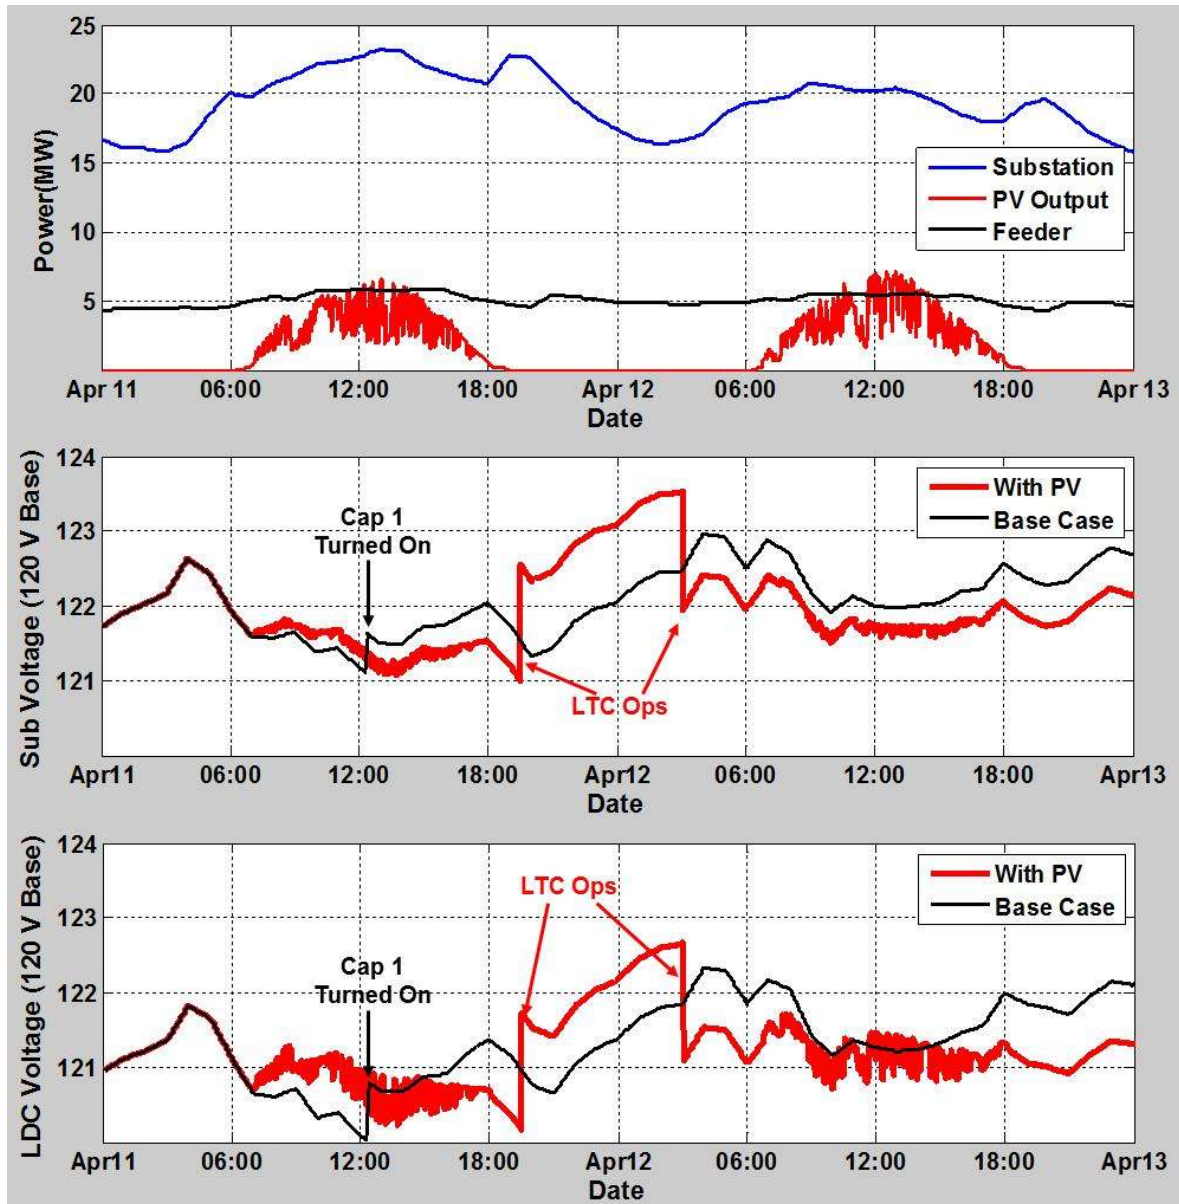 25
20
15
10
5
Power(MW)
Substation
PV Output
Feeder
Apr 11 06:00 12:00 18:00 Apr 12 06:00 12:00 18:00 Apr 13
Date
124
123
122
121
Sub Voltage (120 V Base)
With PV
Base Case
Cap 1
Turned On
LTC Ops
Apr11 06:00 12:00 18:00 Apr12 06:00 12:00 18:00 Apr13
Date
124
123
122
121
LDC Voltage (120 V Base)
With PV
Base Case
LTC Ops
Cap 1
Turned On
Apr11 06:00 12:00 18:00 Apr12 06:00 12:00 18:00 Apr13
Date